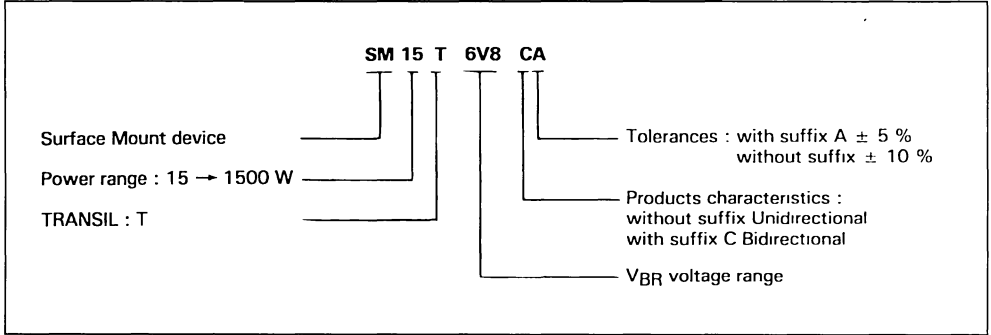 SM 15 T 6V8 CA
Surface Mount device
Power range : 15 → 1500 W
TRANSIL : T
Tolerances : with suffix A ± 5 %
without suffix ± 10 %
Products characteristics :
without suffix Unidirectional
with suffix C Bidirectional
VBR voltage range